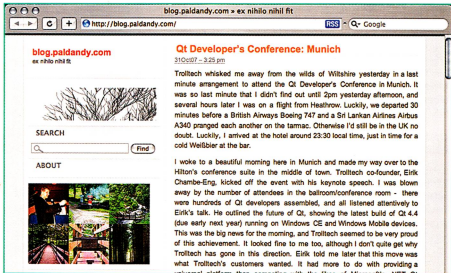 blog.paldandy.com » ex nihilo nihil fit
http://blog.paldandy.com/
RSS
Google
blog.paldandy.com
ex nihilo nihil fit
SEARCH
Find
ABOUT
Qt Developer's Conference: Munich
31Oct07 – 3:25 pm
Trolltech whisked me away from the wilds of Wiltshire yesterday in a last
minute arrangement to attend the Qt Developer's Conference in Munich. It
was so last minute that I didn't find out until 2pm yesterday afternoon, and
several hours later I was on a flight from Heathrow. Luckily, we departed 30
minutes before a British Airways Boeing 747 and a Sri Lankan Airlines Airbus
A340 pranged each another on the tarmac. Otherwise I'd still be in the UK no
doubt. Luckily, I arrived at the hotel around 23:30 local time, just in time for a
cold Weißbier at the bar.
I woke to a beautiful morning here in Munich and made my way over to the
Hilton's conference suite in the middle of town. Trolltech co-founder, Eirik
Chambe-Eng, kicked off the event with his keynote speech. I was blown
away by the number of attendees in the ballroom/conference room - there
were hundreds of Qt developers assembled, and all listened attentively to
Eirik's talk. He outlined the future of Qt, showing the latest build of Qt 4.4
(due early next year) running on Windows CE and Windows Mobile devices.
This was the big news for the morning, and Trolltech seemed to be very proud
of this achievement. It looked fine to me too, although I don't quite get why
Trolltech has gone in this direction. Eirik told me later that this move was
what Trolltech's customers wanted. It had more to do with providing a
universal platform than competing with the likes of